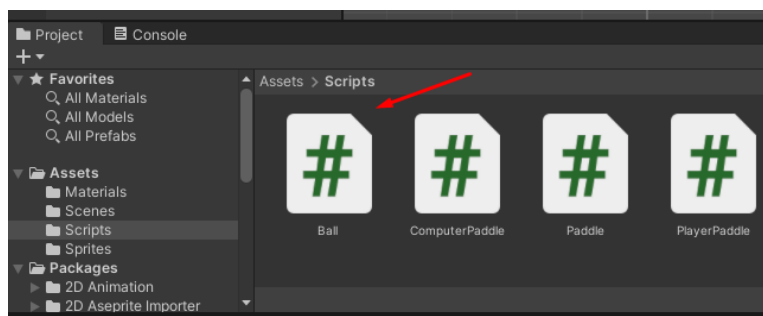 Project Console
Favorites
All Materials
All Models
All Prefabs
Assets
Materials
Scenes
Scripts
Sprites
Packages
2D Animation
2D Aseprite Importer
Assets > Scripts
# # # #
Ball ComputerPaddle Paddle PlayerPaddle